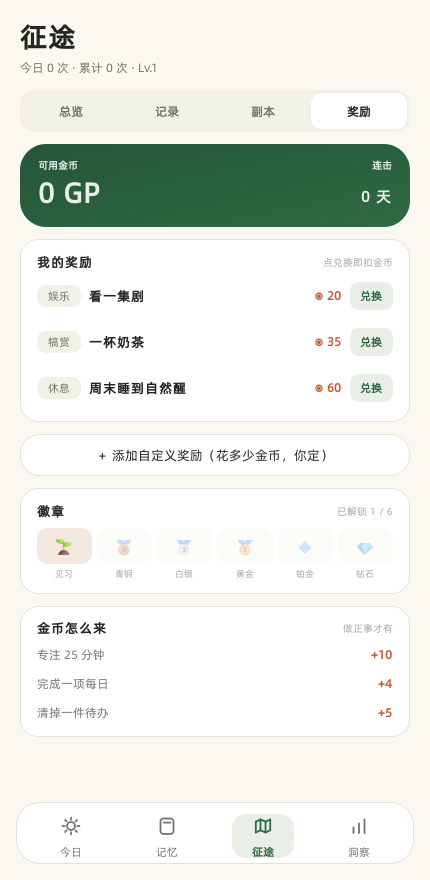 征途
今日 0 次 · 累计 0 次 · Lv.1
总览 记录 副本 奖励
可用金币 连击
0 GP 0 天
我的奖励 点兑换即扣金币
娱乐 看一集剧 20 兑换
犒赏 一杯奶茶 35 兑换
休息 周末睡到自然醒 60 兑换
+ 添加自定义奖励（花多少金币，你定）
徽章 已解锁 1 / 6
见习 青铜 白银 黄金 铂金 钻石
金币怎么来 做正事才有
专注 25 分钟 +10
完成一项每日 +4
清掉一件待办 +5
今日 记忆 征途 洞察